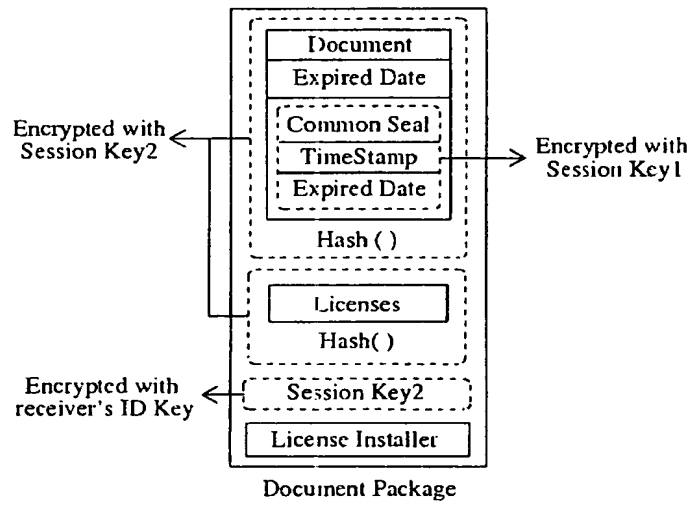 Document
Expired Date
Encrypted with
Session Key2
Common Seal
TimeStamp
Expired Date
Encrypted with
Session Key1
Hash ( )
Licenses
Hash( )
Encrypted with
receiver's ID Key
Session Key2
License Installer
Document Package